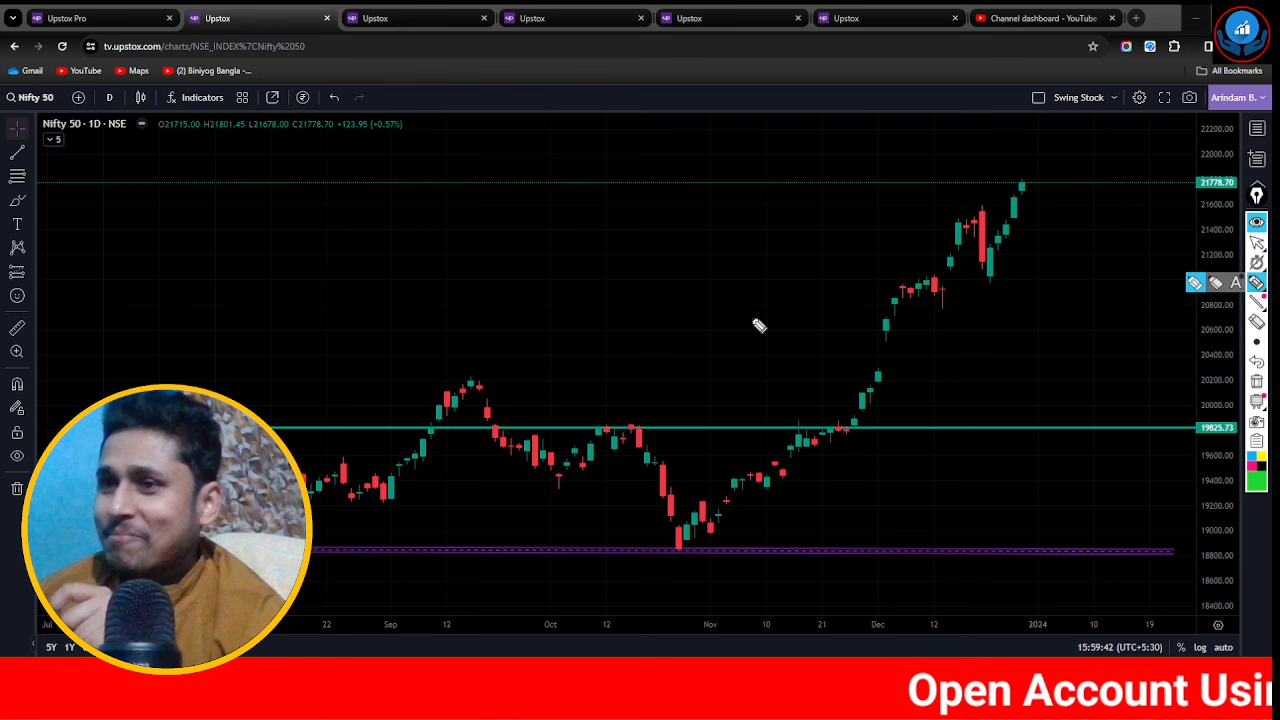 Upstox Pro
Upstox
Upstox
Upstox
Upstox
Upstox
Channel dashboard - YouTube
tv.upstox.com/charts/NSE_INDEX%7CNifty%2050
Gmail
YouTube
Maps
(2) Biniyog Bangla -...
All Bookmarks
Nifty 50
D
Indicators
Swing Stock
Arindam B.
Nifty 50 · 1D · NSE
O21715.00 H21801.45 L21678.00 C21778.70 +123.95 (+0.57%)
5
22200.00
22000.00
21778.70
21600.00
21400.00
21200.00
A
20800.00
20600.00
20400.00
20200.00
20000.00
19825.73
19600.00
19400.00
19200.00
19000.00
18800.00
18600.00
18400.00
Jul
22
Sep
12
Oct
12
Nov
10
21
Dec
12
2024
10
19
5Y
1Y
15:59:42 (UTC+5:30)
%
log
auto
Open Account Usi